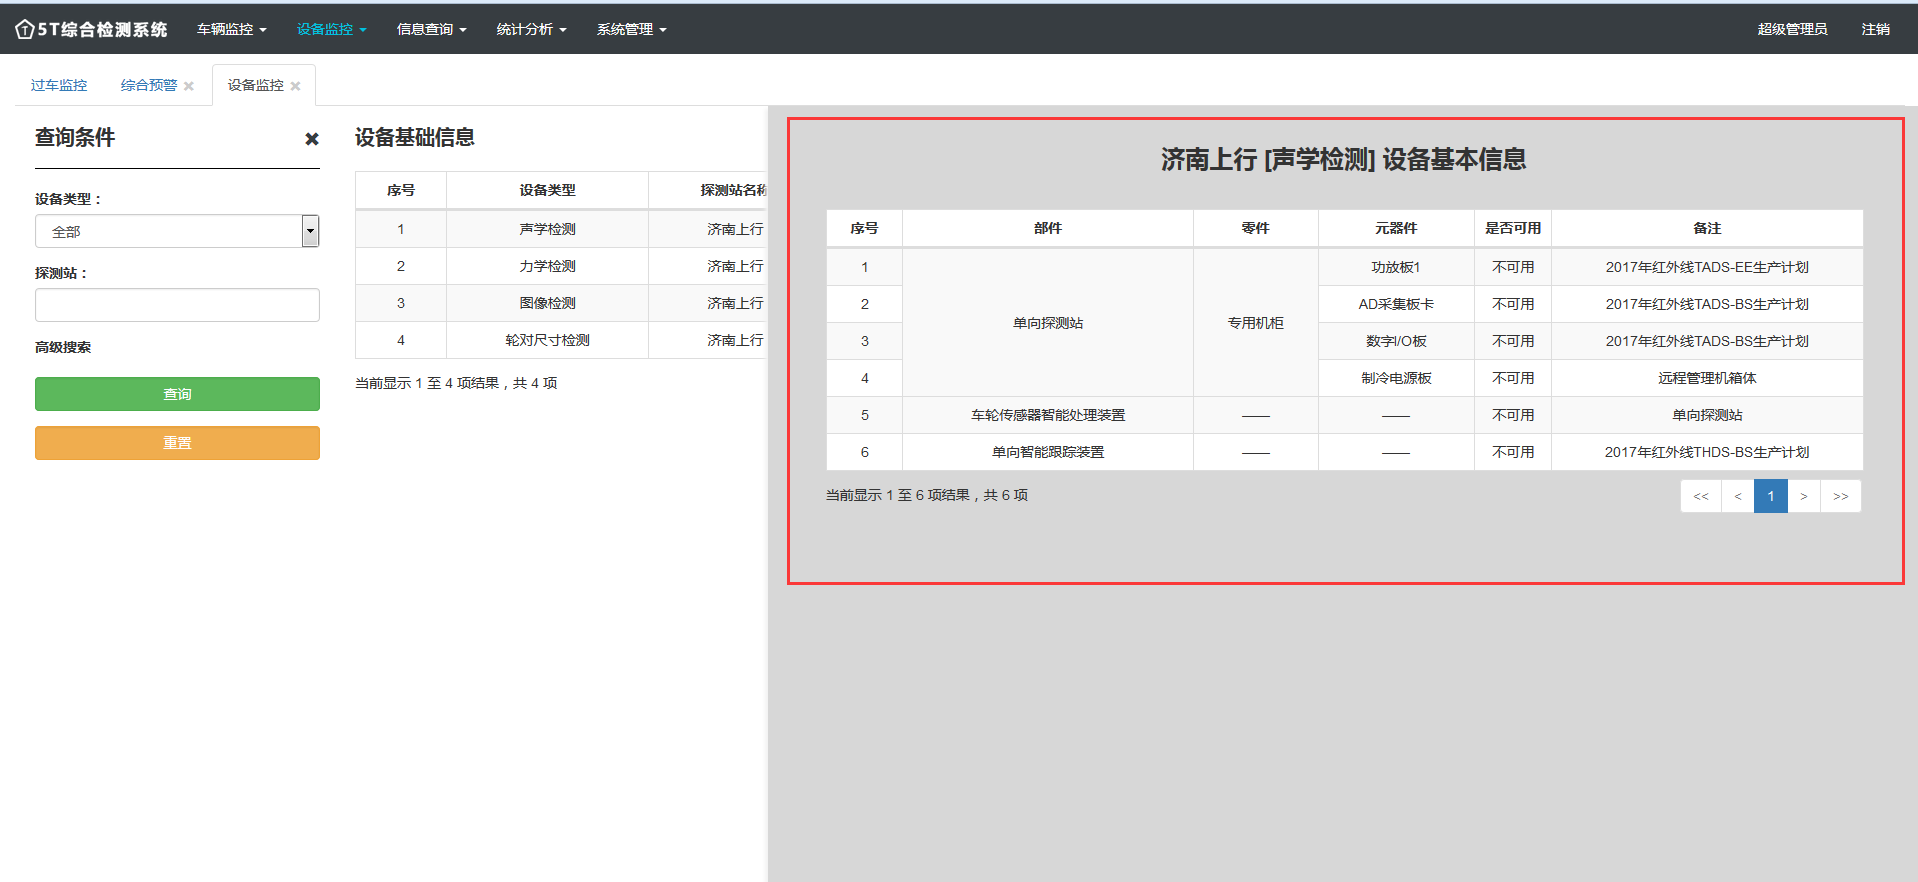 5T综合检测系统 车辆监控 设备监控 信息查询 统计分析 系统管理 超级管理员 注销
过车监控 综合预警 设备监控
查询条件
设备类型：
全部
探测站：
高级搜索
查询
重置
设备基础信息
序号 设备类型 探测站名称
1 声学检测 济南上行
2 力学检测 济南上行
3 图像检测 济南上行
4 轮对尺寸检测 济南上行
当前显示 1 至 4 项结果，共 4 项
济南上行 [声学检测] 设备基本信息
序号 部件 零件 元器件 是否可用 备注
1 单向探测站 专用机柜 功放板1 不可用 2017年红外线TADS-EE生产计划
2 AD采集板卡 不可用 2017年红外线TADS-BS生产计划
3 数字I/O板 不可用 2017年红外线TADS-BS生产计划
4 制冷电源板 不可用 远程管理机箱体
5 车轮传感器智能处理装置 —— —— 不可用 单向探测站
6 单向智能跟踪装置 —— —— 不可用 2017年红外线THDS-BS生产计划
当前显示 1 至 6 项结果，共 6 项
<< < 1 > >>